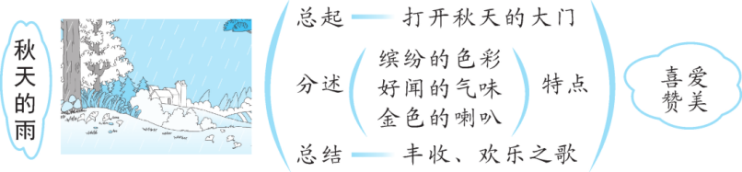 秋天的雨
总起 打开秋天的大门
分述 缤纷的色彩
好闻的气味
金色的喇叭
特点
总结 丰收、欢乐之歌
喜爱
赞美